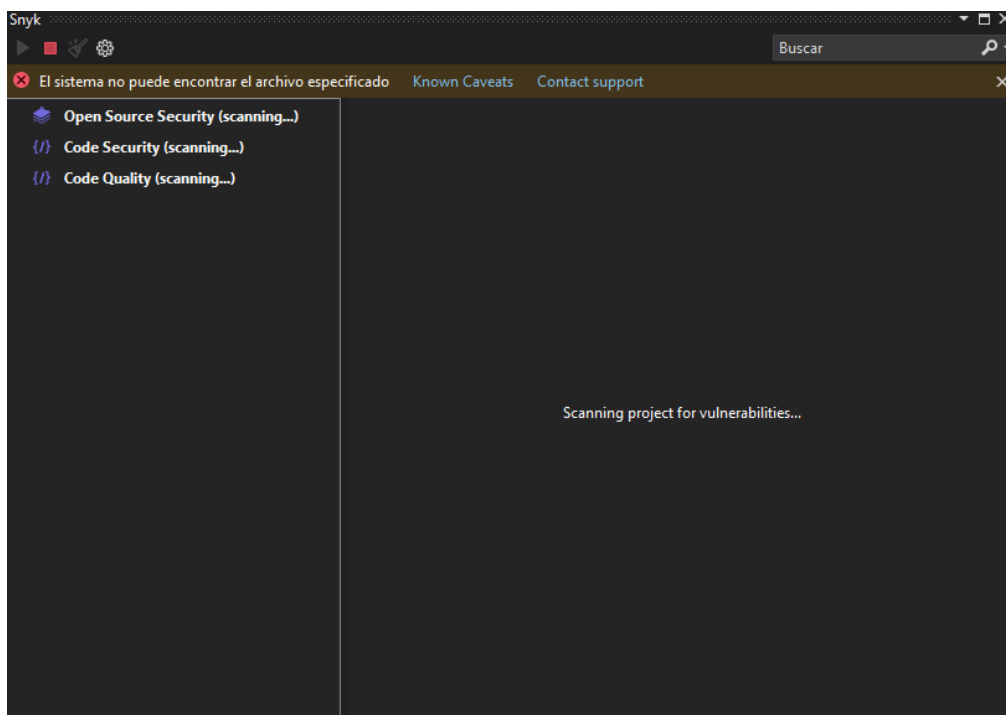 Snyk
Buscar
El sistema no puede encontrar el archivo especificado Known Caveats Contact support
Open Source Security (scanning...)
Code Security (scanning...)
Code Quality (scanning...)
Scanning project for vulnerabilities...